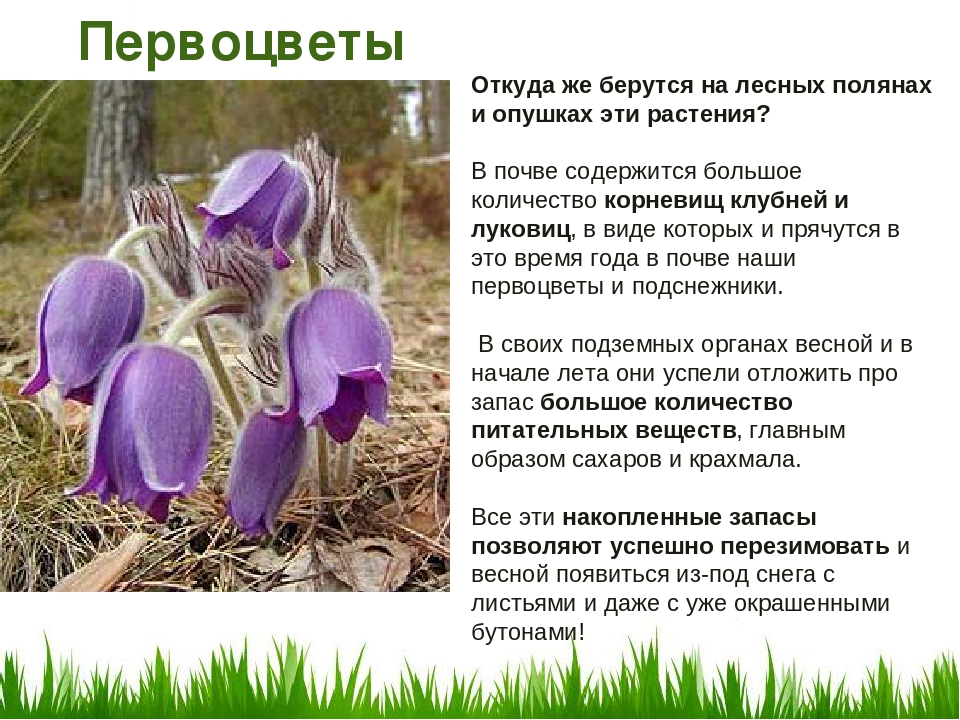 Первоцветы
Откуда же берутся на лесных полянах
и опушках эти растения?
В почве содержится большое
количество корневищ клубней и
луковиц, в виде которых и прячутся в
это время года в почве наши
первоцветы и подснежники.
В своих подземных органах весной и в
начале лета они успели отложить про
запас большое количество
питательных веществ, главным
образом сахаров и крахмала.
Все эти накопленные запасы
позволяют успешно перезимовать и
весной появиться из-под снега с
листьями и даже с уже окрашенными
бутонами!